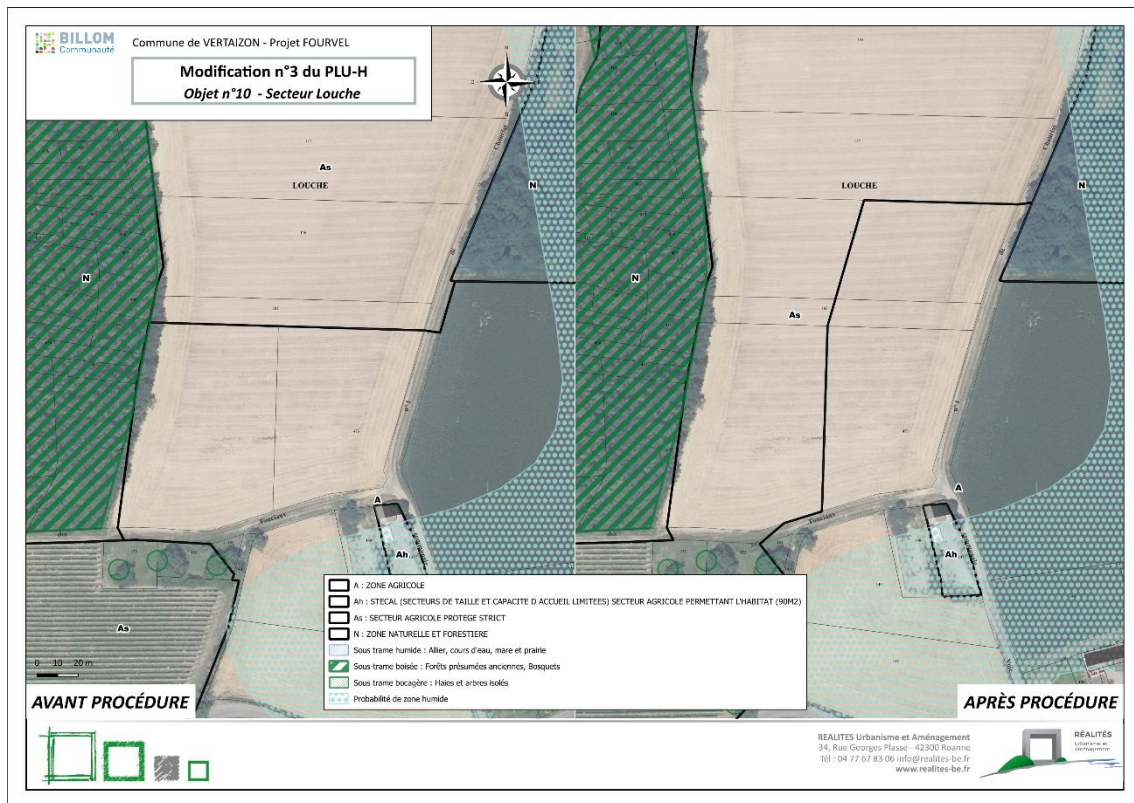 BILLOM
Communauté
Commune de VERTAIZON - Projet FOURVEL
Modification n°3 du PLU-H
Objet n°10 - Secteur Louche
As
LOUCHE
N
N
A
Ah
As
0 10 20 m
AVANT PROCÉDURE
LOUCHE
N
N
As
A
Ah
APRÈS PROCÉDURE
A : ZONE AGRICOLE
Ah : STECAL (SECTEURS DE TAILLE ET CAPACITE D ACCUEIL LIMITEES) SECTEUR AGRICOLE PERMETTANT L'HABITAT (90M2)
As : SECTEUR AGRICOLE PROTEGE STRICT
N : ZONE NATURELLE ET FORESTIERE
Sous trame humide : Allier, cours d'eau, mare et prairie
Sous-trame boisée : Forêts présumées anciennes, Bosquets
Sous trame bocagère : Haies et arbres isolés
Probabilité de zone humide
REALITES Urbanisme et Aménagement
34, Rue Georges Plasse - 42300 Roanne
Tél : 04 77 67 83 06 info@realites-be.fr
www.realites-be.fr
RÉALITÉS
Urbanisme et
Aménagement